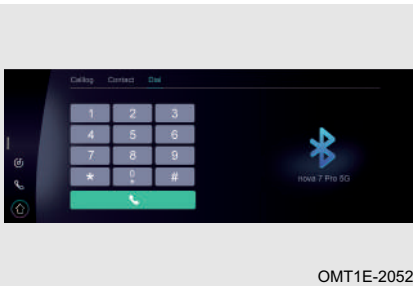 Calllog Contact Dial
1 2 3
4 5 6
7 8 9
* 0 #
+
nova 7 Pro 5G
OMT1E-2052